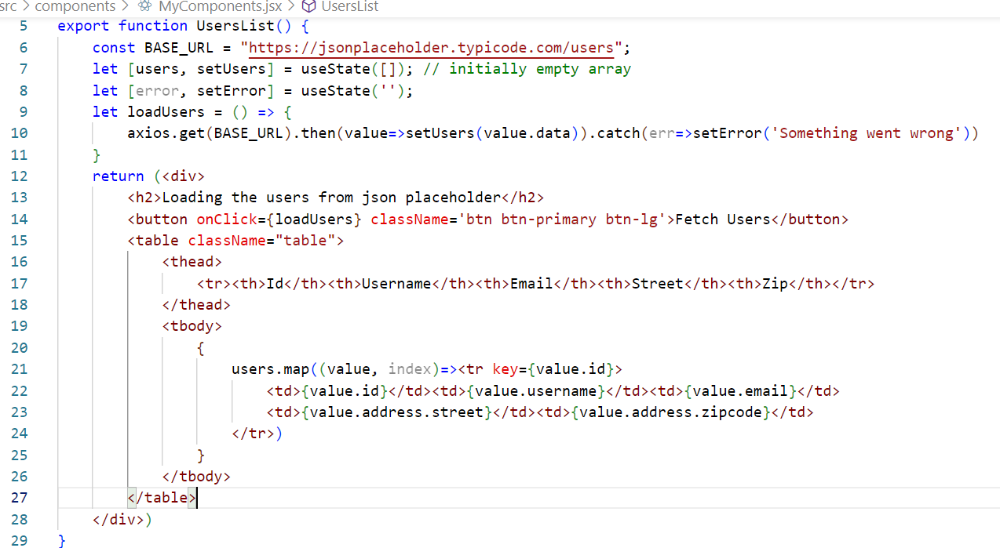 src > components > MyComponents.jsx > UsersList
5 export function UsersList() {
6 const BASE_URL = "https://jsonplaceholder.typicode.com/users";
7 let [users, setUsers] = useState([]); // initially empty array
8 let [error, setError] = useState('');
9 let loadUsers = () => {
10 axios.get(BASE_URL).then(value=>setUsers(value.data)).catch(err=>setError('Something went wrong'))
11 }
12 return (<div>
13 <h2>Loading the users from json placeholder</h2>
14 <button onClick={loadUsers} className='btn btn-primary btn-lg'>Fetch Users</button>
15 <table className="table">
16 <thead>
17 <tr><th>Id</th><th>Username</th><th>Email</th><th>Street</th><th>Zip</th></tr>
18 </thead>
19 <tbody>
20 {
21 users.map((value, index)=><tr key={value.id}>
22 <td>{value.id}</td><td>{value.username}</td><td>{value.email}</td>
23 <td>{value.address.street}</td><td>{value.address.zipcode}</td>
24 </tr>)
25 }
26 </tbody>
27 </table>
28 </div>)
29 }